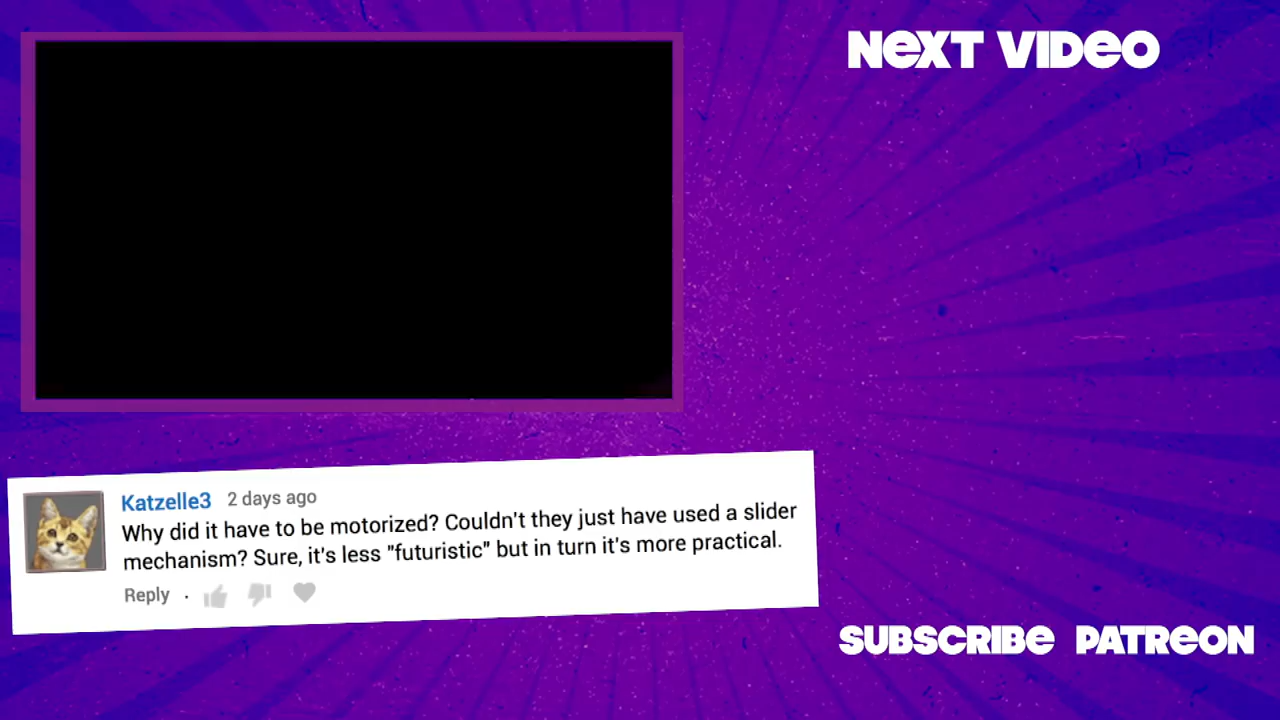 NEXT VIDEO
Katzelle3 2 days ago
Why did it have to be motorized? Couldn't they just have used a slider
mechanism? Sure, it's less "futuristic" but in turn it's more practical.
Reply ·
SUBSCRIBE PATREON